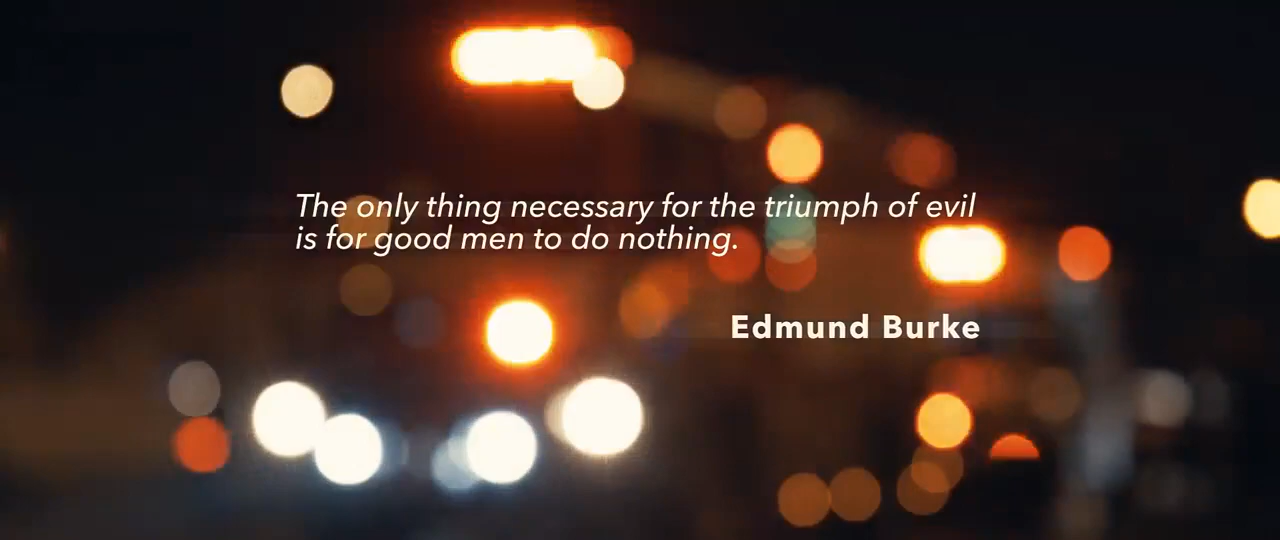 The only thing necessary for the triumph of evil
is for good men to do nothing.
Edmund Burke